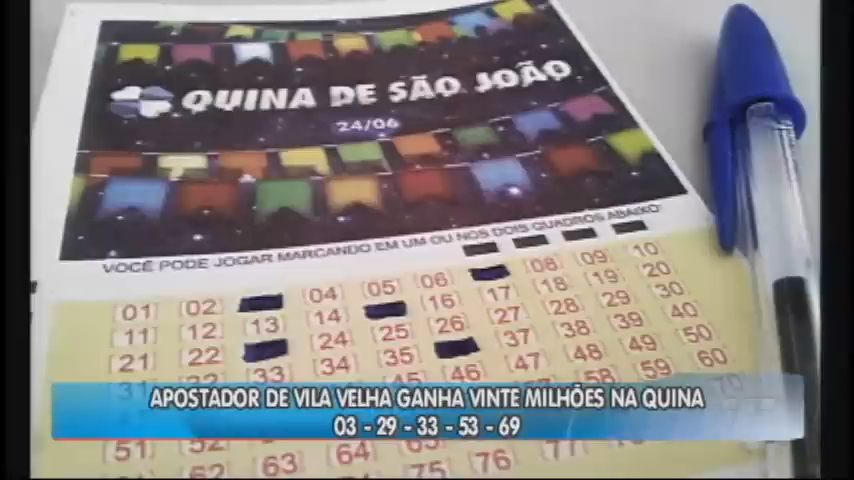 QUINA DE SÃO JOÃO
24/06
VOCÊ PODE JOGAR MARCANDO EM UM OU NOS DOIS QUADROS ABAIXO:
[01] [02] [04] [05] [06] [08] [09] [10]
[11] [12] [13] [14] [16] [17] [18] [19] [20]
[21] [22] [24] [25] [26] [27] [28] [29] [30]
[33] [34] [35] [37] [38] [39] [40]
[45] [46] [47] [48] [49] [50]
[58] [59] [60]
APOSTADOR DE VILA VELHA GANHA VINTE MILHÕES NA QUINA
03 - 29 - 33 - 53 - 69
[51] [52]
[62] [63] [64] [65]
[75] [76] [77]